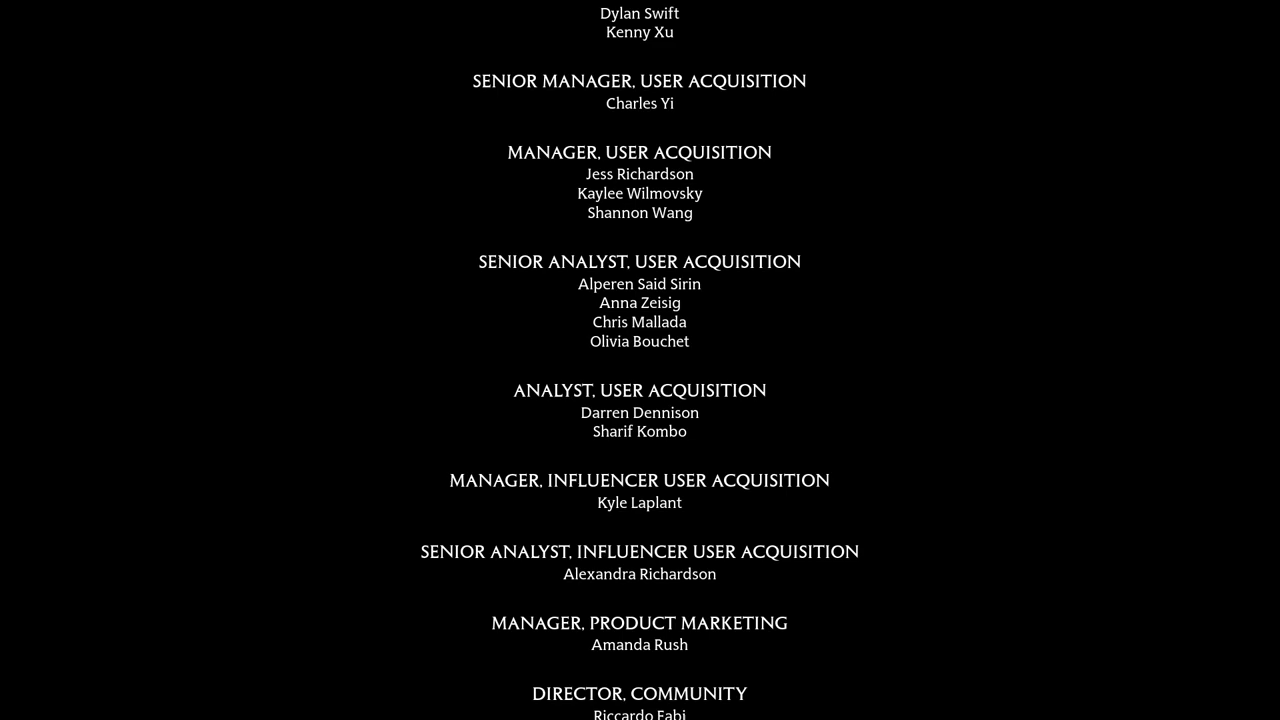 Dylan Swift
Kenny Xu
SENIOR MANAGER, USER ACQUISITION
Charles Yi
MANAGER, USER ACQUISITION
Jess Richardson
Kaylee Wilmovsky
Shannon Wang
SENIOR ANALYST, USER ACQUISITION
Alperen Said Sirin
Anna Zeisig
Chris Mallada
Olivia Bouchet
ANALYST, USER ACQUISITION
Darren Dennison
Sharif Kombo
MANAGER, INFLUENCER USER ACQUISITION
Kyle Laplant
SENIOR ANALYST, INFLUENCER USER ACQUISITION
Alexandra Richardson
MANAGER, PRODUCT MARKETING
Amanda Rush
DIRECTOR, COMMUNITY
Riccardo Fabi